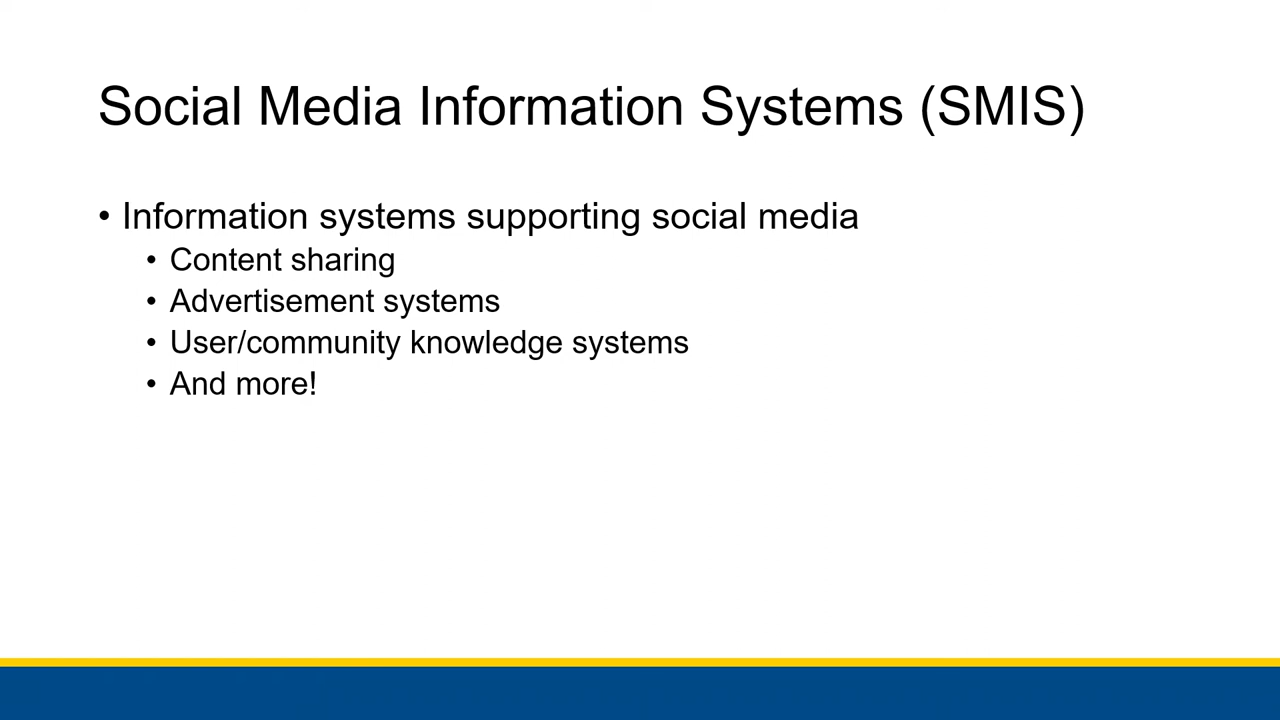 Social Media Information Systems (SMIS)
• Information systems supporting social media
• Content sharing
• Advertisement systems
• User/community knowledge systems
• And more!